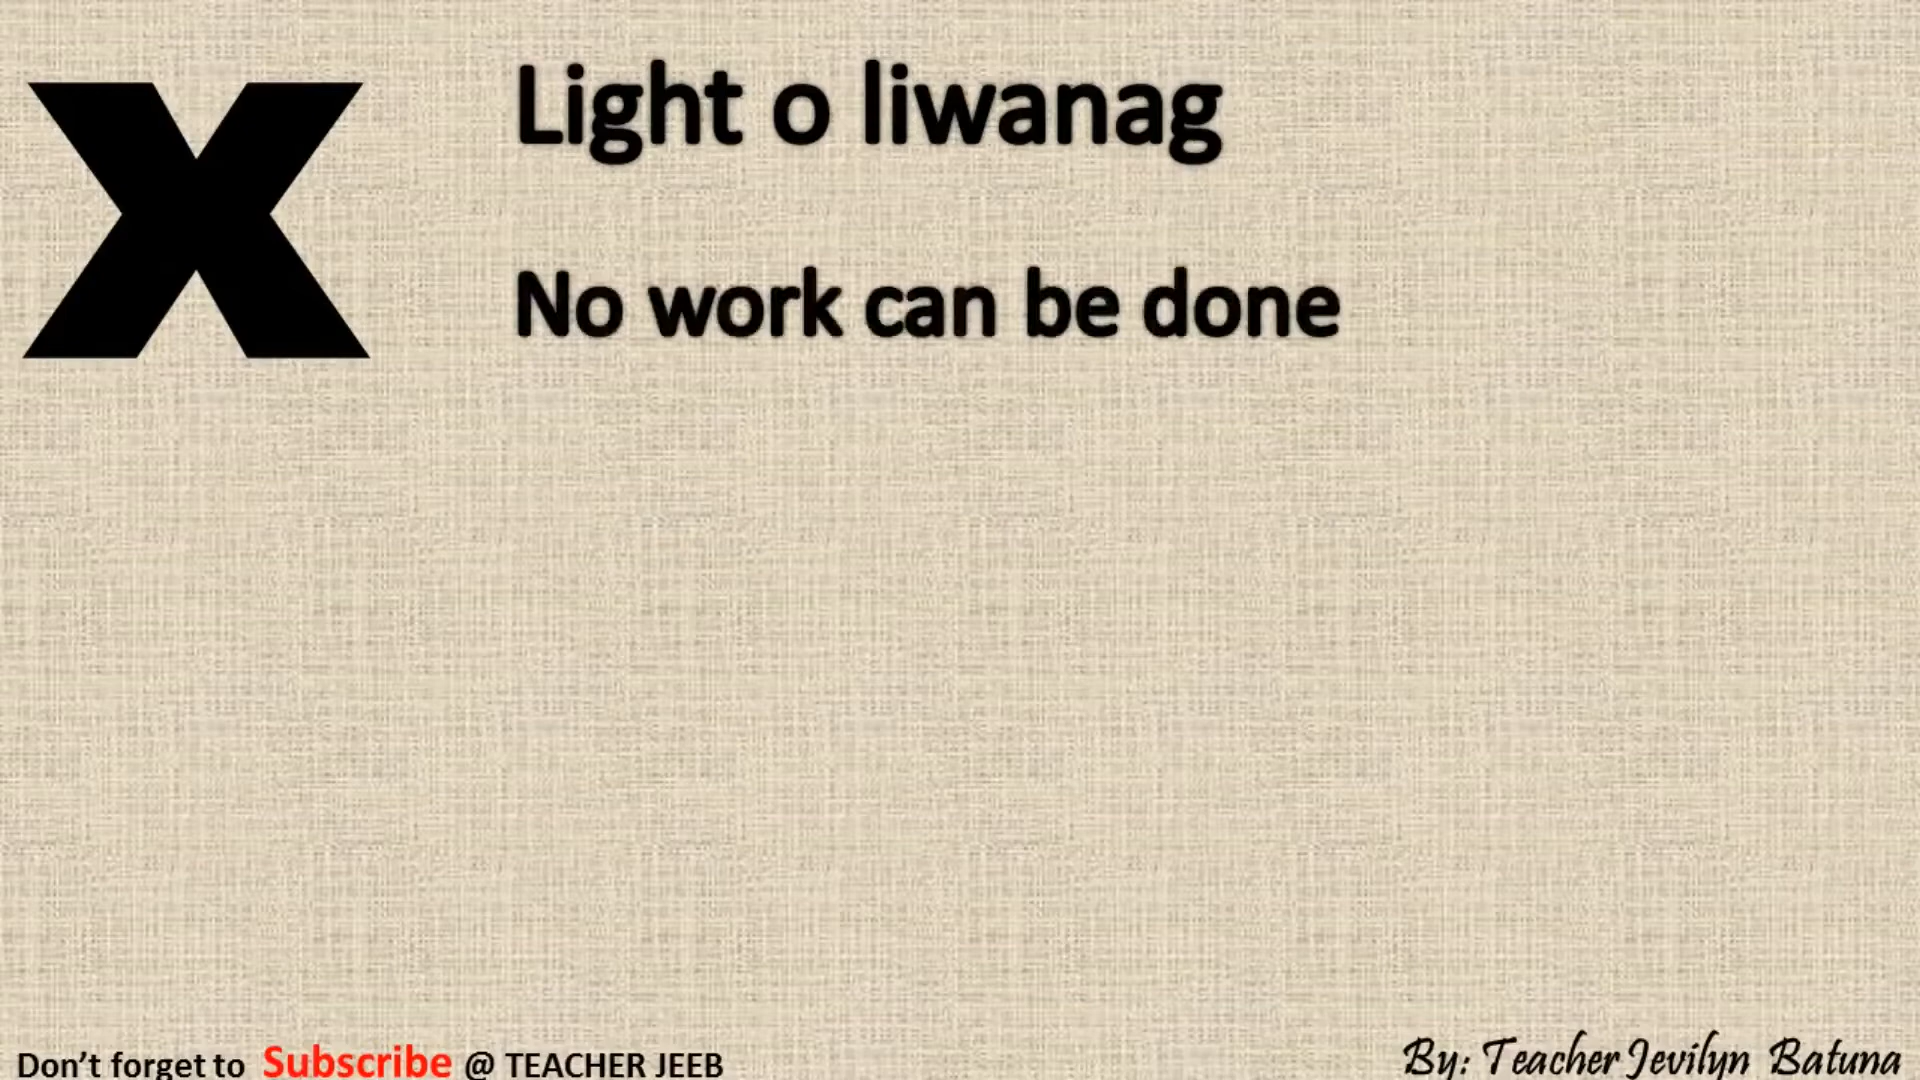 X
Light o liwanag
No work can be done
Don’t forget to Subscribe @ TEACHER JEEB
By: Teacher Jevilyn Batuna